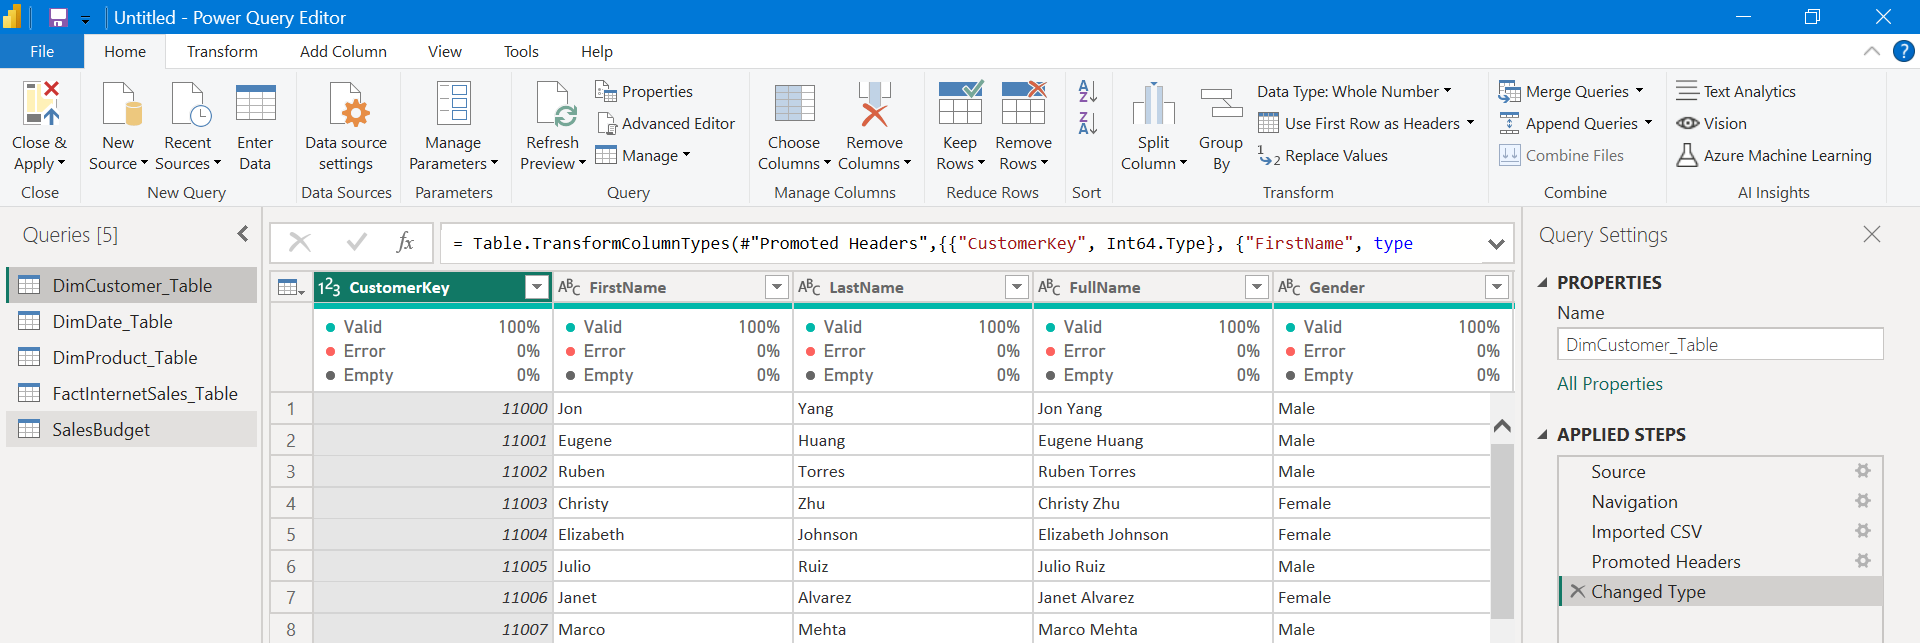 Untitled - Power Query Editor
File Home Transform Add Column View Tools Help
Close & Apply
New Source
Recent Sources
Enter Data
Data source settings
Manage Parameters
Refresh Preview
Properties
Advanced Editor
Manage
Choose Columns
Remove Columns
Keep Rows
Remove Rows
Split Column
Group By
Data Type: Whole Number
Use First Row as Headers
Replace Values
Merge Queries
Append Queries
Combine Files
Text Analytics
Vision
Azure Machine Learning
Close New Query Data Sources Parameters Query Manage Columns Reduce Rows Sort Transform Combine AI Insights
Queries [5]
DimCustomer_Table
DimDate_Table
DimProduct_Table
FactInternetSales_Table
SalesBudget
fx = Table.TransformColumnTypes(#"Promoted Headers",{{"CustomerKey", Int64.Type}, {"FirstName", type
123 CustomerKey ABC FirstName ABC LastName ABC FullName ABC Gender
Valid 100% Valid 100% Valid 100% Valid 100% Valid 100%
Error 0% Error 0% Error 0% Error 0% Error 0%
Empty 0% Empty 0% Empty 0% Empty 0% Empty 0%
1 11000 Jon Yang Jon Yang Male
2 11001 Eugene Huang Eugene Huang Male
3 11002 Ruben Torres Ruben Torres Male
4 11003 Christy Zhu Christy Zhu Female
5 11004 Elizabeth Johnson Elizabeth Johnson Female
6 11005 Julio Ruiz Julio Ruiz Male
7 11006 Janet Alvarez Janet Alvarez Female
8 11007 Marco Mehta Marco Mehta Male
Query Settings
PROPERTIES
Name
DimCustomer_Table
All Properties
APPLIED STEPS
Source
Navigation
Imported CSV
Promoted Headers
Changed Type